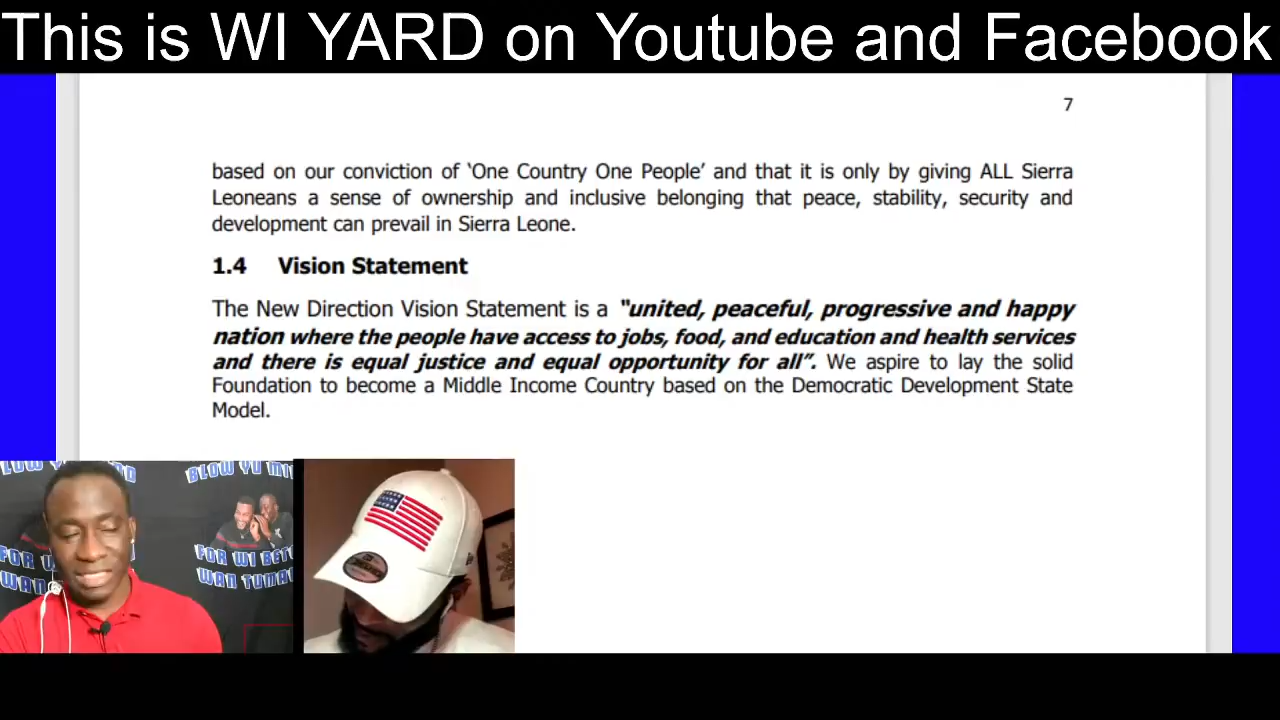 This is WI YARD on Youtube and Facebook
7
based on our conviction of ‘One Country One People’ and that it is only by giving ALL Sierra
Leoneans a sense of ownership and inclusive belonging that peace, stability, security and
development can prevail in Sierra Leone.
1.4 Vision Statement
The New Direction Vision Statement is a “united, peaceful, progressive and happy
nation where the people have access to jobs, food, and education and health services
and there is equal justice and equal opportunity for all”. We aspire to lay the solid
Foundation to become a Middle Income Country based on the Democratic Development State
Model.
BLOW YU
FOR WI
WAN